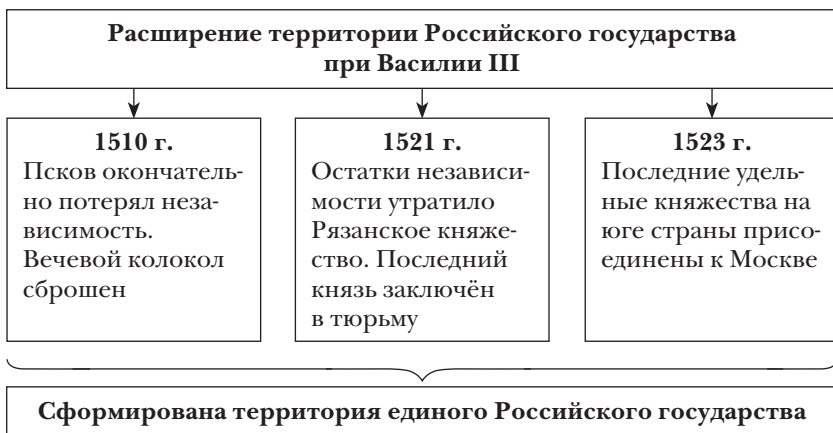 Расширение территории Российского государства
при Василии III
1510 г.
Псков окончатель-
но потерял неза-
висимость.
Вечевой колокол
сброшен
1521 г.
Остатки независи-
мости утратило
Рязанское княже-
ство. Последний
князь заключён
в тюрьму
1523 г.
Последние удель-
ные княжества на
юге страны присо-
единены к Москве
Сформирована территория единого Российского государства